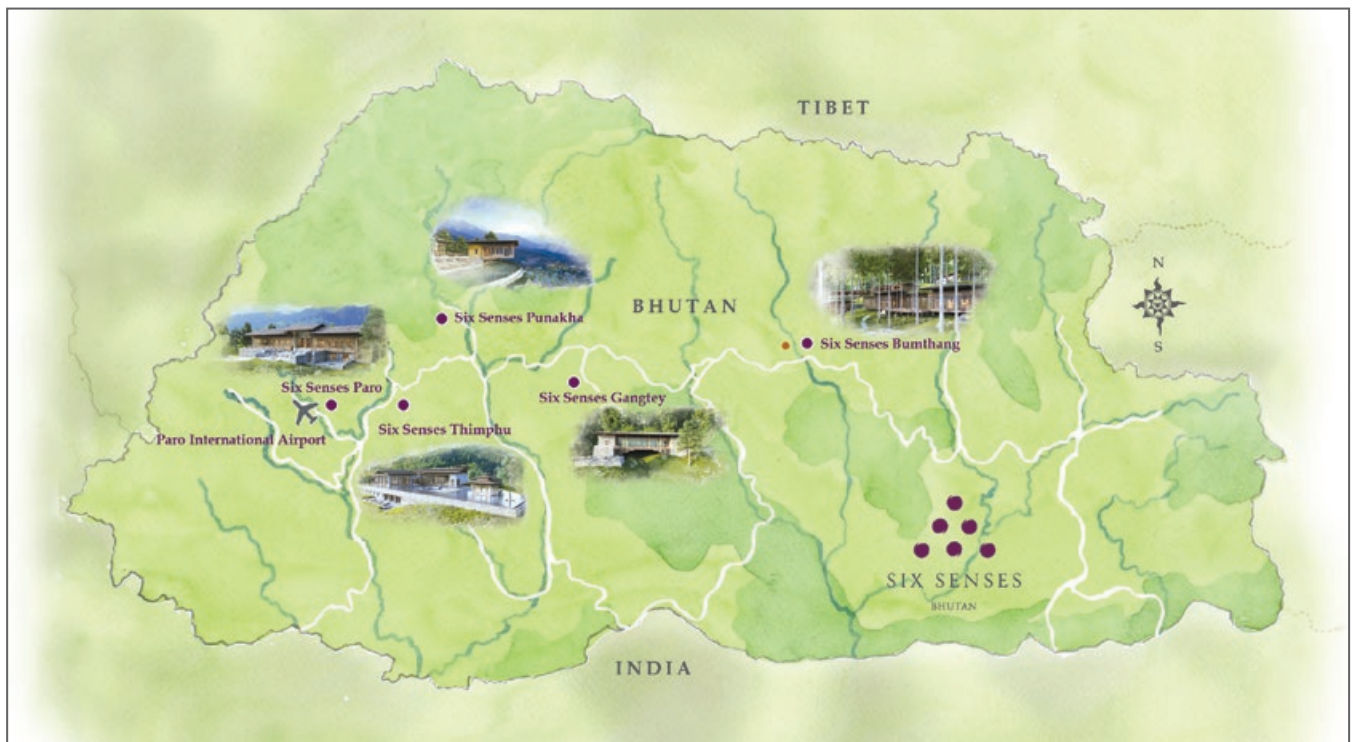 TIBET
BHUTAN
N
S
Six Senses Punakha
Six Senses Bumthang
Six Senses Paro
Six Senses Gangtey
Six Senses Thimphu
Paro International Airport
SIX SENSES
BHUTAN
INDIA